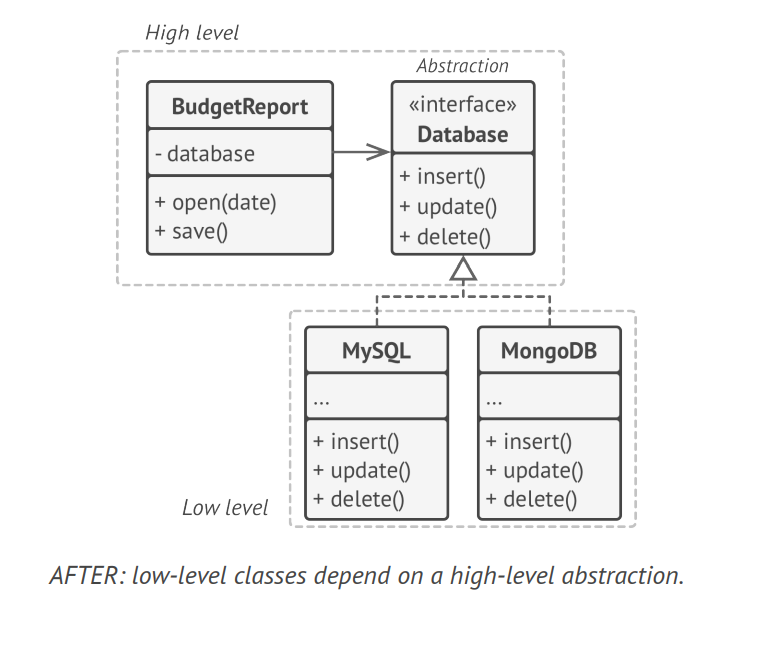 High level
Abstraction
BudgetReport
- database
+ open(date)
+ save()
«interface»
Database
+ insert()
+ update()
+ delete()
MySQL
...
+ insert()
+ update()
+ delete()
MongoDB
...
+ insert()
+ update()
+ delete()
Low level
AFTER: low-level classes depend on a high-level abstraction.